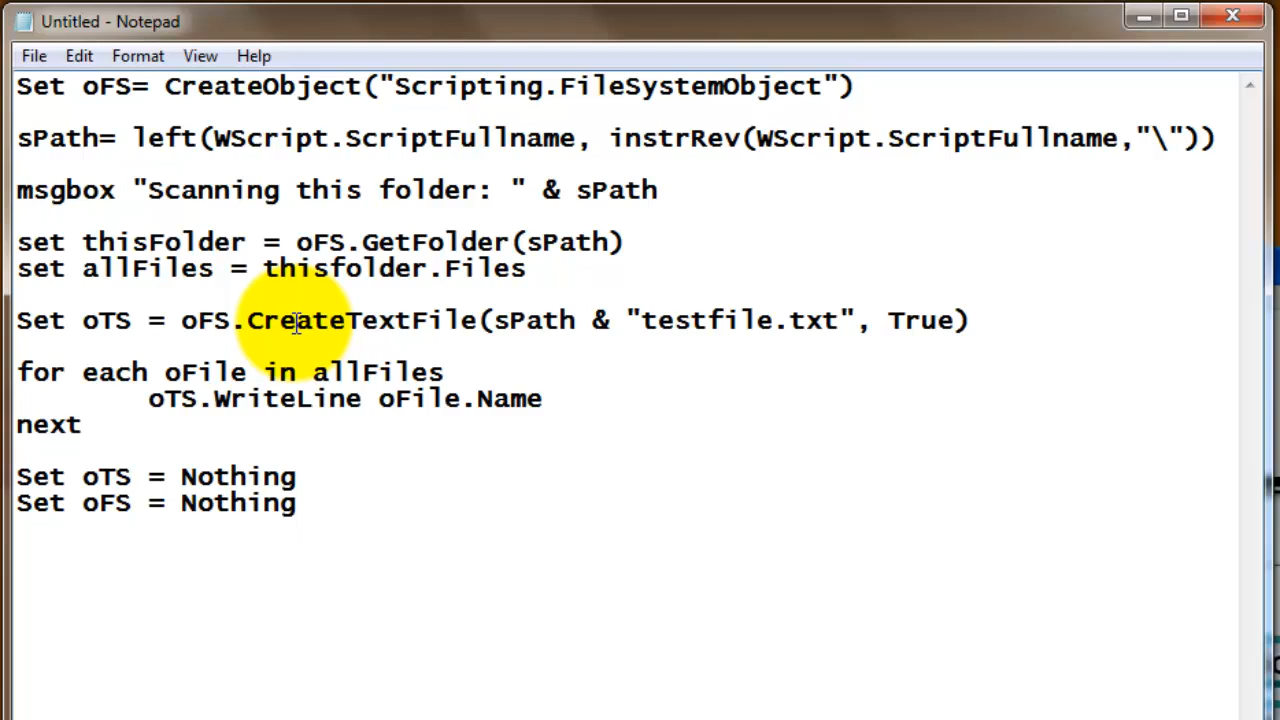 Untitled - Notepad
File Edit Format View Help
Set oFS= CreateObject("Scripting.FileSystemObject")
sPath= left(WScript.ScriptFullname, instrRev(WScript.ScriptFullname,"\"))
msgbox "Scanning this folder: " & sPath
set thisFolder = oFS.GetFolder(sPath)
set allFiles = thisfolder.Files
Set oTS = oFS.CreateTextFile(sPath & "testfile.txt", True)
for each oFile in allFiles
oTS.WriteLine oFile.Name
next
Set oTS = Nothing
Set oFS = Nothing